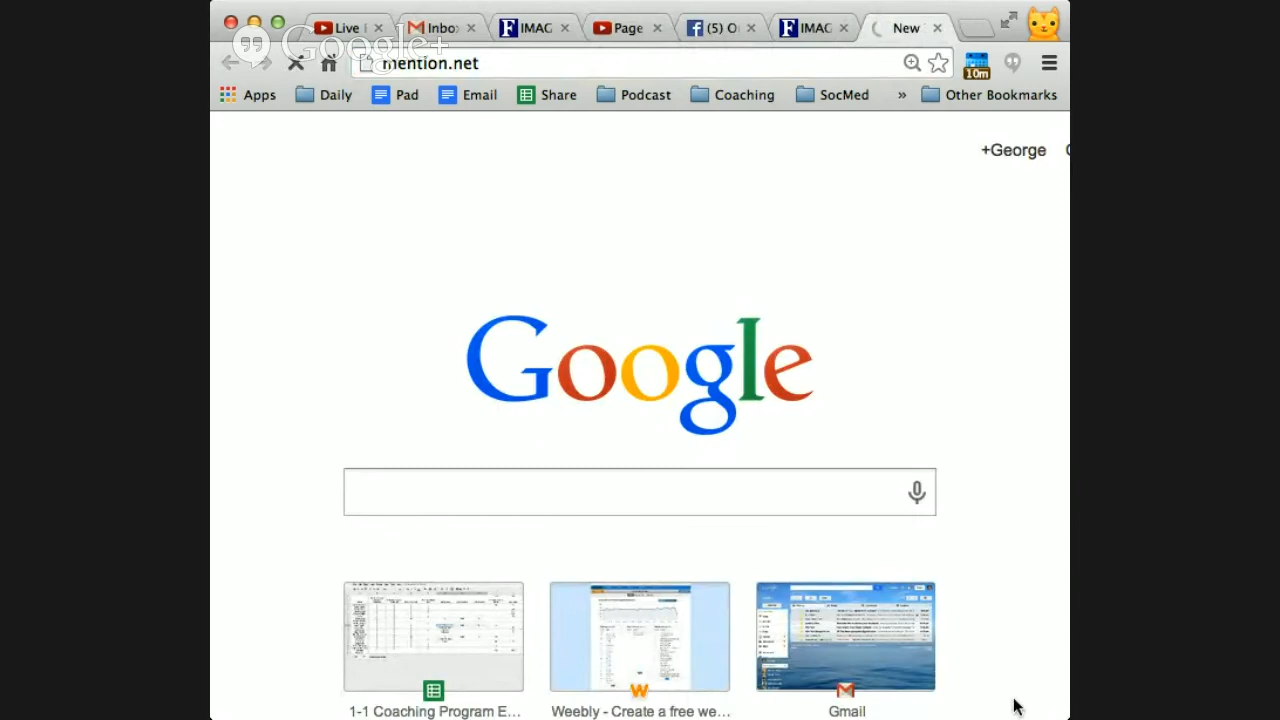 Live
Inbo
IMAG
Page
(5) O
IMAG
New
Google+
mention.net
10m
Apps
Daily
Pad
Email
Share
Podcast
Coaching
SocMed
»
Other Bookmarks
+George
Google
1-1 Coaching Program E...
Weebly - Create a free we...
Gmail